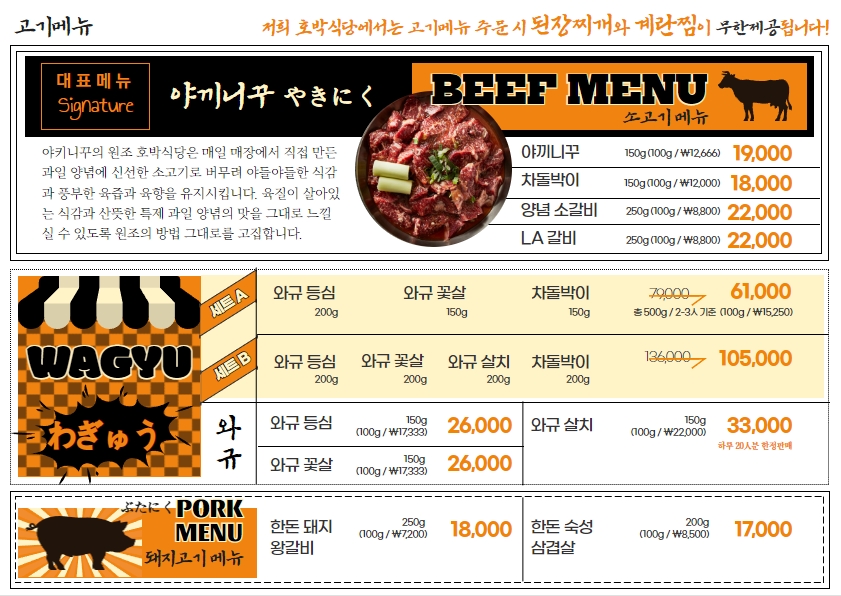 고기메뉴
저희 호박식당에서는 고기메뉴 주문 시 된장찌개와 계란찜이 무한제공됩니다!
대표메뉴
Signature
야끼니꾸 やきにく
BEEF MENU
소고기메뉴
야키니꾸의 원조 호박식당은 매일 매장에서 직접 만든
과일 양념에 신선한 소고기로 버무려 야들야들한 식감
과 풍부한 육즙과 육향을 유지시킵니다. 육질이 살아있
는 식감과 산뜻한 특제 과일 양념의 맛을 그대로 느낄
실 수 있도록 원조의 방법 그대로를 고집합니다.
야끼니꾸 150g (100g / ₩12,666) 19,000
차돌박이 150g (100g / ₩12,000) 18,000
양념 소갈비 250g (100g / ₩8,800) 22,000
LA 갈비 250g (100g / ₩8,800) 22,000
WAGYU
わぎゅう
세트 A
와규 등심 와규 꽃살 차돌박이 79,000 61,000
200g 150g 150g 총 500g / 2-3人 기준 (100g / ₩15,250)
세트 B
와규 등심 와규 꽃살 와규 살치 차돌박이 136,000 105,000
200g 200g 200g 200g
와규
와규 등심 150g (100g / ₩17,333) 26,000
와규 꽃살 150g (100g / ₩17,333) 26,000
와규 살치 150g (100g / ₩22,000) 33,000
하루 20人분 한정판매
ぶたにく PORK
MENU
돼지고기 메뉴
한돈 돼지 250g 18,000
왕갈비 (100g / ₩7,200)
한돈 숙성 200g 17,000
삼겹살 (100g / ₩8,500)